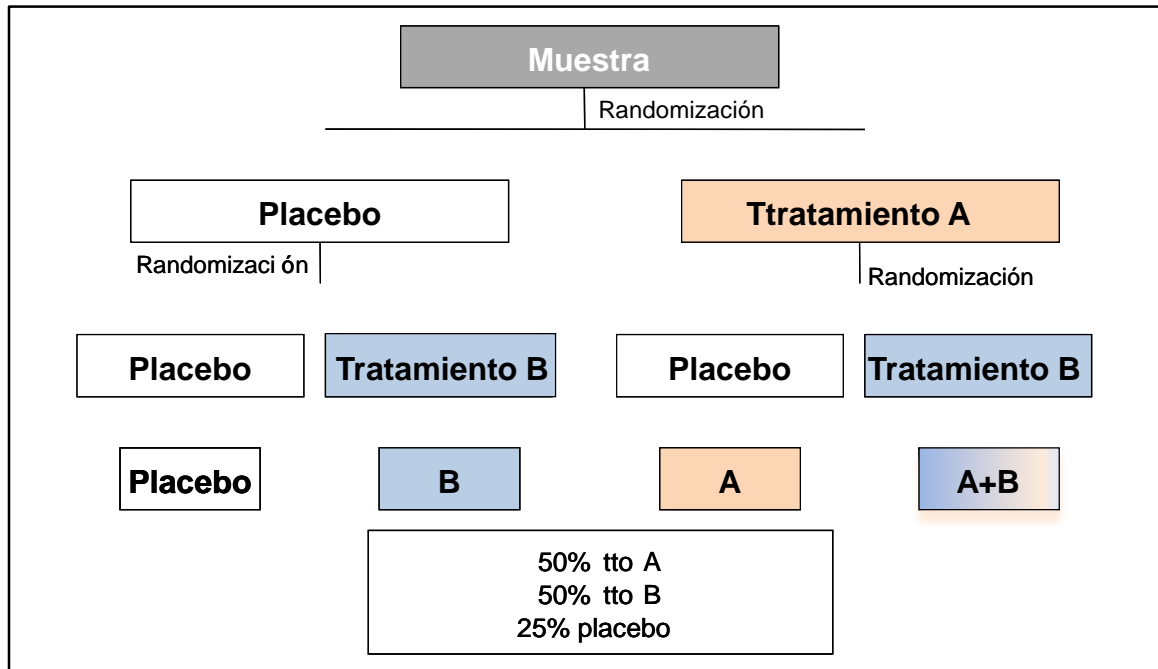 Muestra
Randomización
Placebo
Ttratamiento A
Randomizaci ón
Randomización
Placebo
Tratamiento B
Placebo
Tratamiento B
Placebo
B
A
A+B
50% tto A
50% tto B
25% placebo